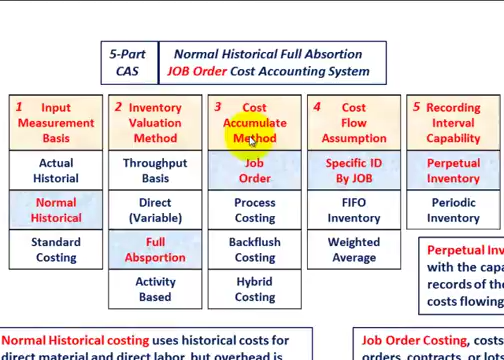 5-Part
CAS
Normal Historical Full Absortion
JOB Order Cost Accounting System
1 Input
Measurement
Basis
Actual
Historial
Normal
Historical
Standard
Costing
2 Inventory
Valuation
Method
Throughput
Basis
Direct
(Variable)
Full
Absportion
Activity
Based
3 Cost
Accumulate
Method
Job
Order
Process
Costing
Backflush
Costing
Hybrid
Costing
4 Cost
Flow
Assumption
Specific ID
By JOB
FIFO
Inventory
Weighted
Average
5 Recording
Interval
Capability
Perpetual
Inventory
Periodic
Inventory
Perpetual Inv
with the capa
records of the
costs flowing
Normal Historical costing uses historical costs for
direct material and direct labor, but overhead is
Job Order Costing, costs
orders, contracts, or lots